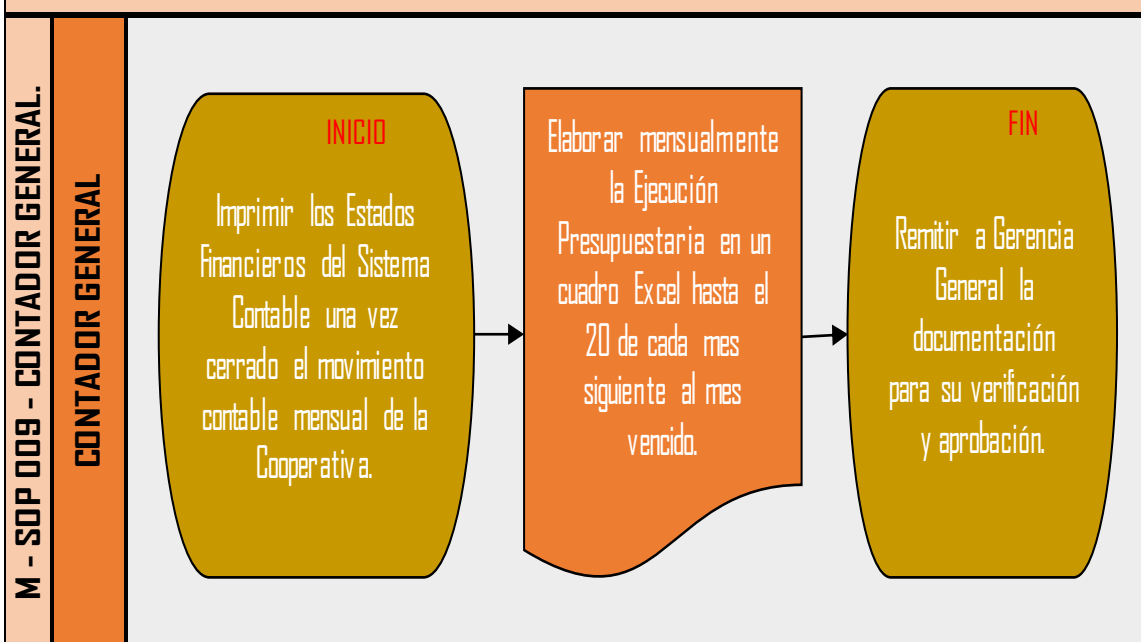 M - SOP 009 - CONTADOR GENERAL.
CONTADOR GENERAL
INICIO
Imprimir los Estados
Financieros del Sistema
Contable una vez
cerrado el movimiento
contable mensual de la
Cooperativa.
Elaborar mensualmente
la Ejecución
Presupuestaria en un
cuadro Excel hasta el
20 de cada mes
siguiente al mes
vencido.
FIN
Remitir a Gerencia
General la
documentación
para su verificación
y aprobación.